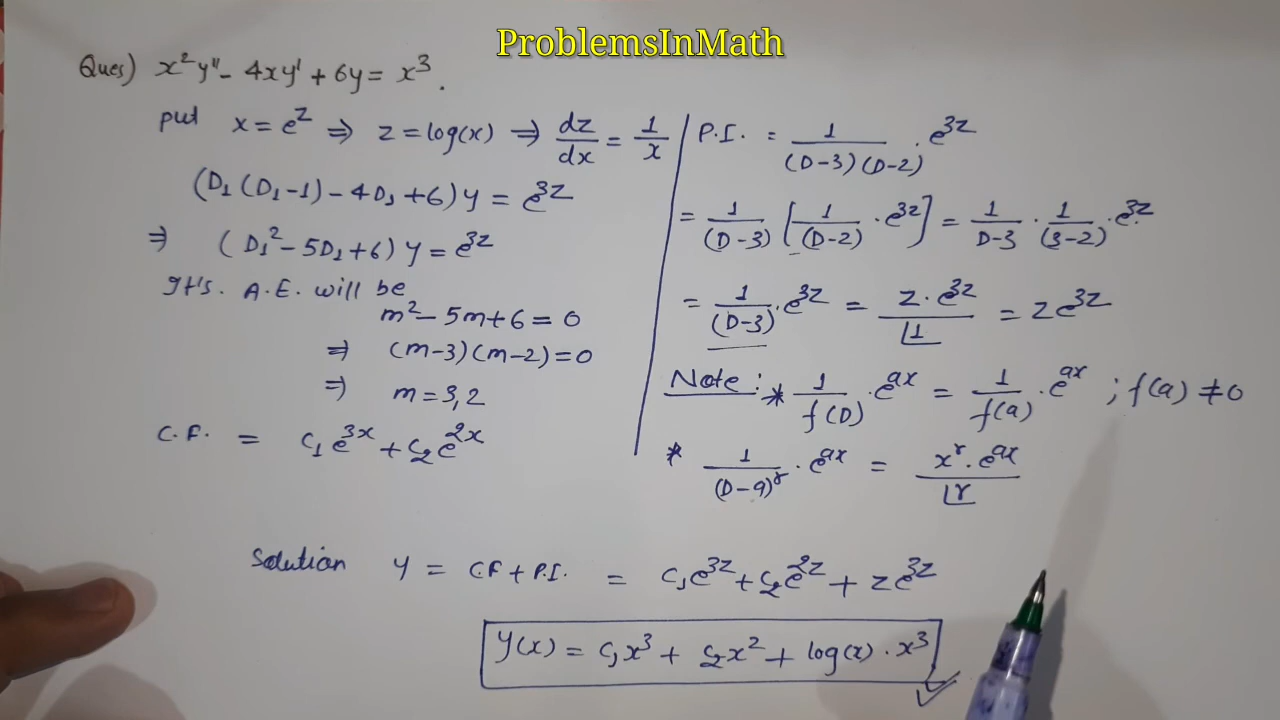 ProblemsInMath
Ques) x²y" - 4xy' + 6y = x³.
put x = e^z ⇒ z = log(x) ⇒ dz/dx = 1/x
(D₁(D₁-1) - 4D₁ + 6) y = e^3z
⇒ (D₁² - 5D₁ + 6) y = e^3z
It's. A.E. will be
m² - 5m + 6 = 0
⇒ (m-3)(m-2) = 0
⇒ m = 3, 2
C.F. = c₁e^3x + c₂e^2x
P.I. = 1/((D-3)(D-2)) · e^3z
= 1/(D-3) [1/(D-2) · e^3z] = 1/(D-3) · 1/(3-2) · e^3z
= 1/(D-3) · e^3z = z·e^3z/|1 = ze^3z
Note: * 1/f(D) · e^ax = 1/f(a) · e^ax ; f(a) ≠ 0
* 1/(D-a)^r · e^ax = x^r · e^ax/|r
Solution y = C.F + P.I. = c₁e^3z + c₂e^2z + ze^3z
y(x) = c₁x³ + c₂x² + log(x) · x³